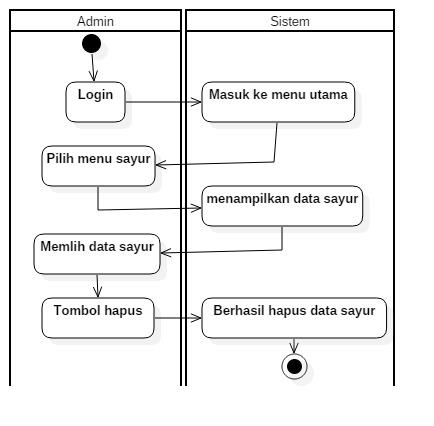 Admin
Sistem
Login
Masuk ke menu utama
Pilih menu sayur
menampilkan data sayur
Memlih data sayur
Tombol hapus
Berhasil hapus data sayur